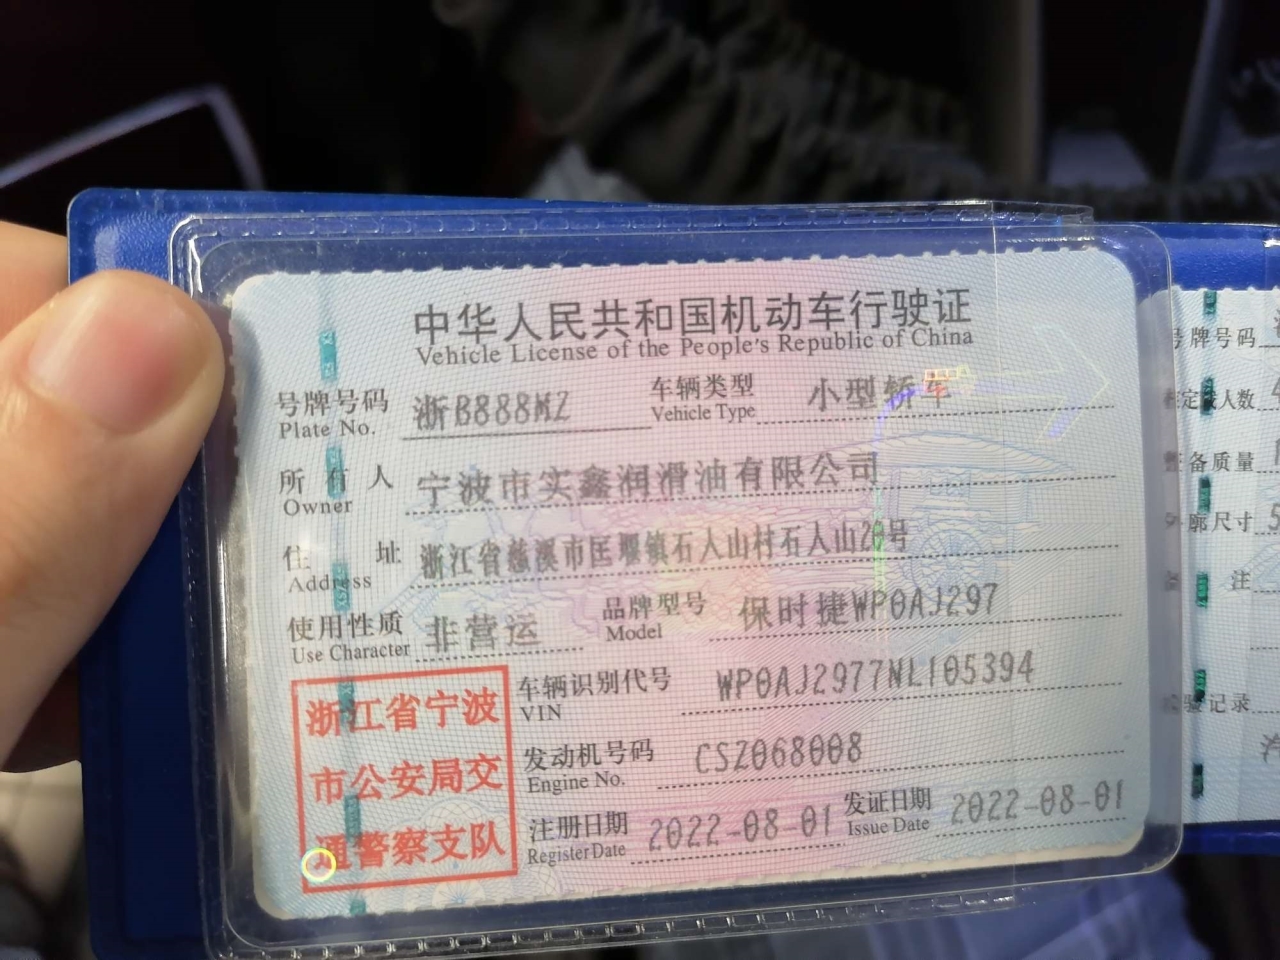 中华人民共和国机动车行驶证
Vehicle License of the People's Republic of China
号牌号码 浙B888MZ 车辆类型 小型轿车
Plate No. Vehicle Type
所有人 宁波市实鑫润滑油有限公司
Owner
住址 浙江省慈溪市匡堰镇石人山村石人山20号
Address
使用性质 非营运 品牌型号 保时捷WP0AJ297
Use Character Model
浙江省宁波
市公安局交
通警察支队
车辆识别代号 WP0AJ2977NL105394
VIN
发动机号码 CSZ068008
Engine No.
注册日期 2022-08-01 发证日期 2022-08-01
Register Date Issue Date
号牌号码
定 人数
备质量
廓尺寸
注
记录